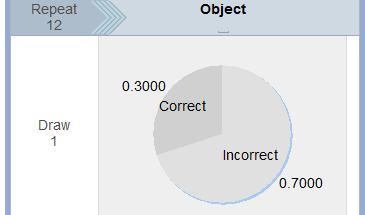 Repeat
12
Object
Draw
1
0.3000
Correct
Incorrect
0.7000